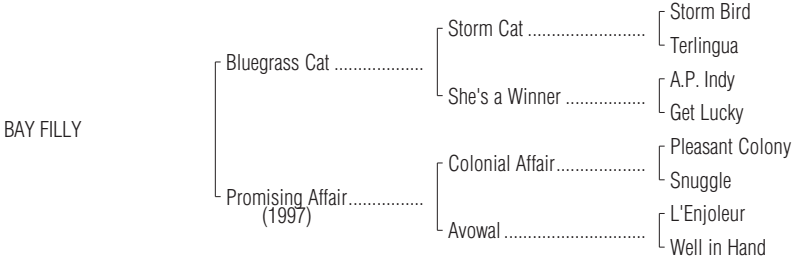 Storm Bird
Storm Cat ........................
Terlingua
Bluegrass Cat ..................
A.P. Indy
She's a Winner ................
Get Lucky
BAY FILLY
Pleasant Colony
Colonial Affair..................
Snuggle
Promising Affair...............
(1997)
L'Enjoleur
Avowal .............................
Well in Hand